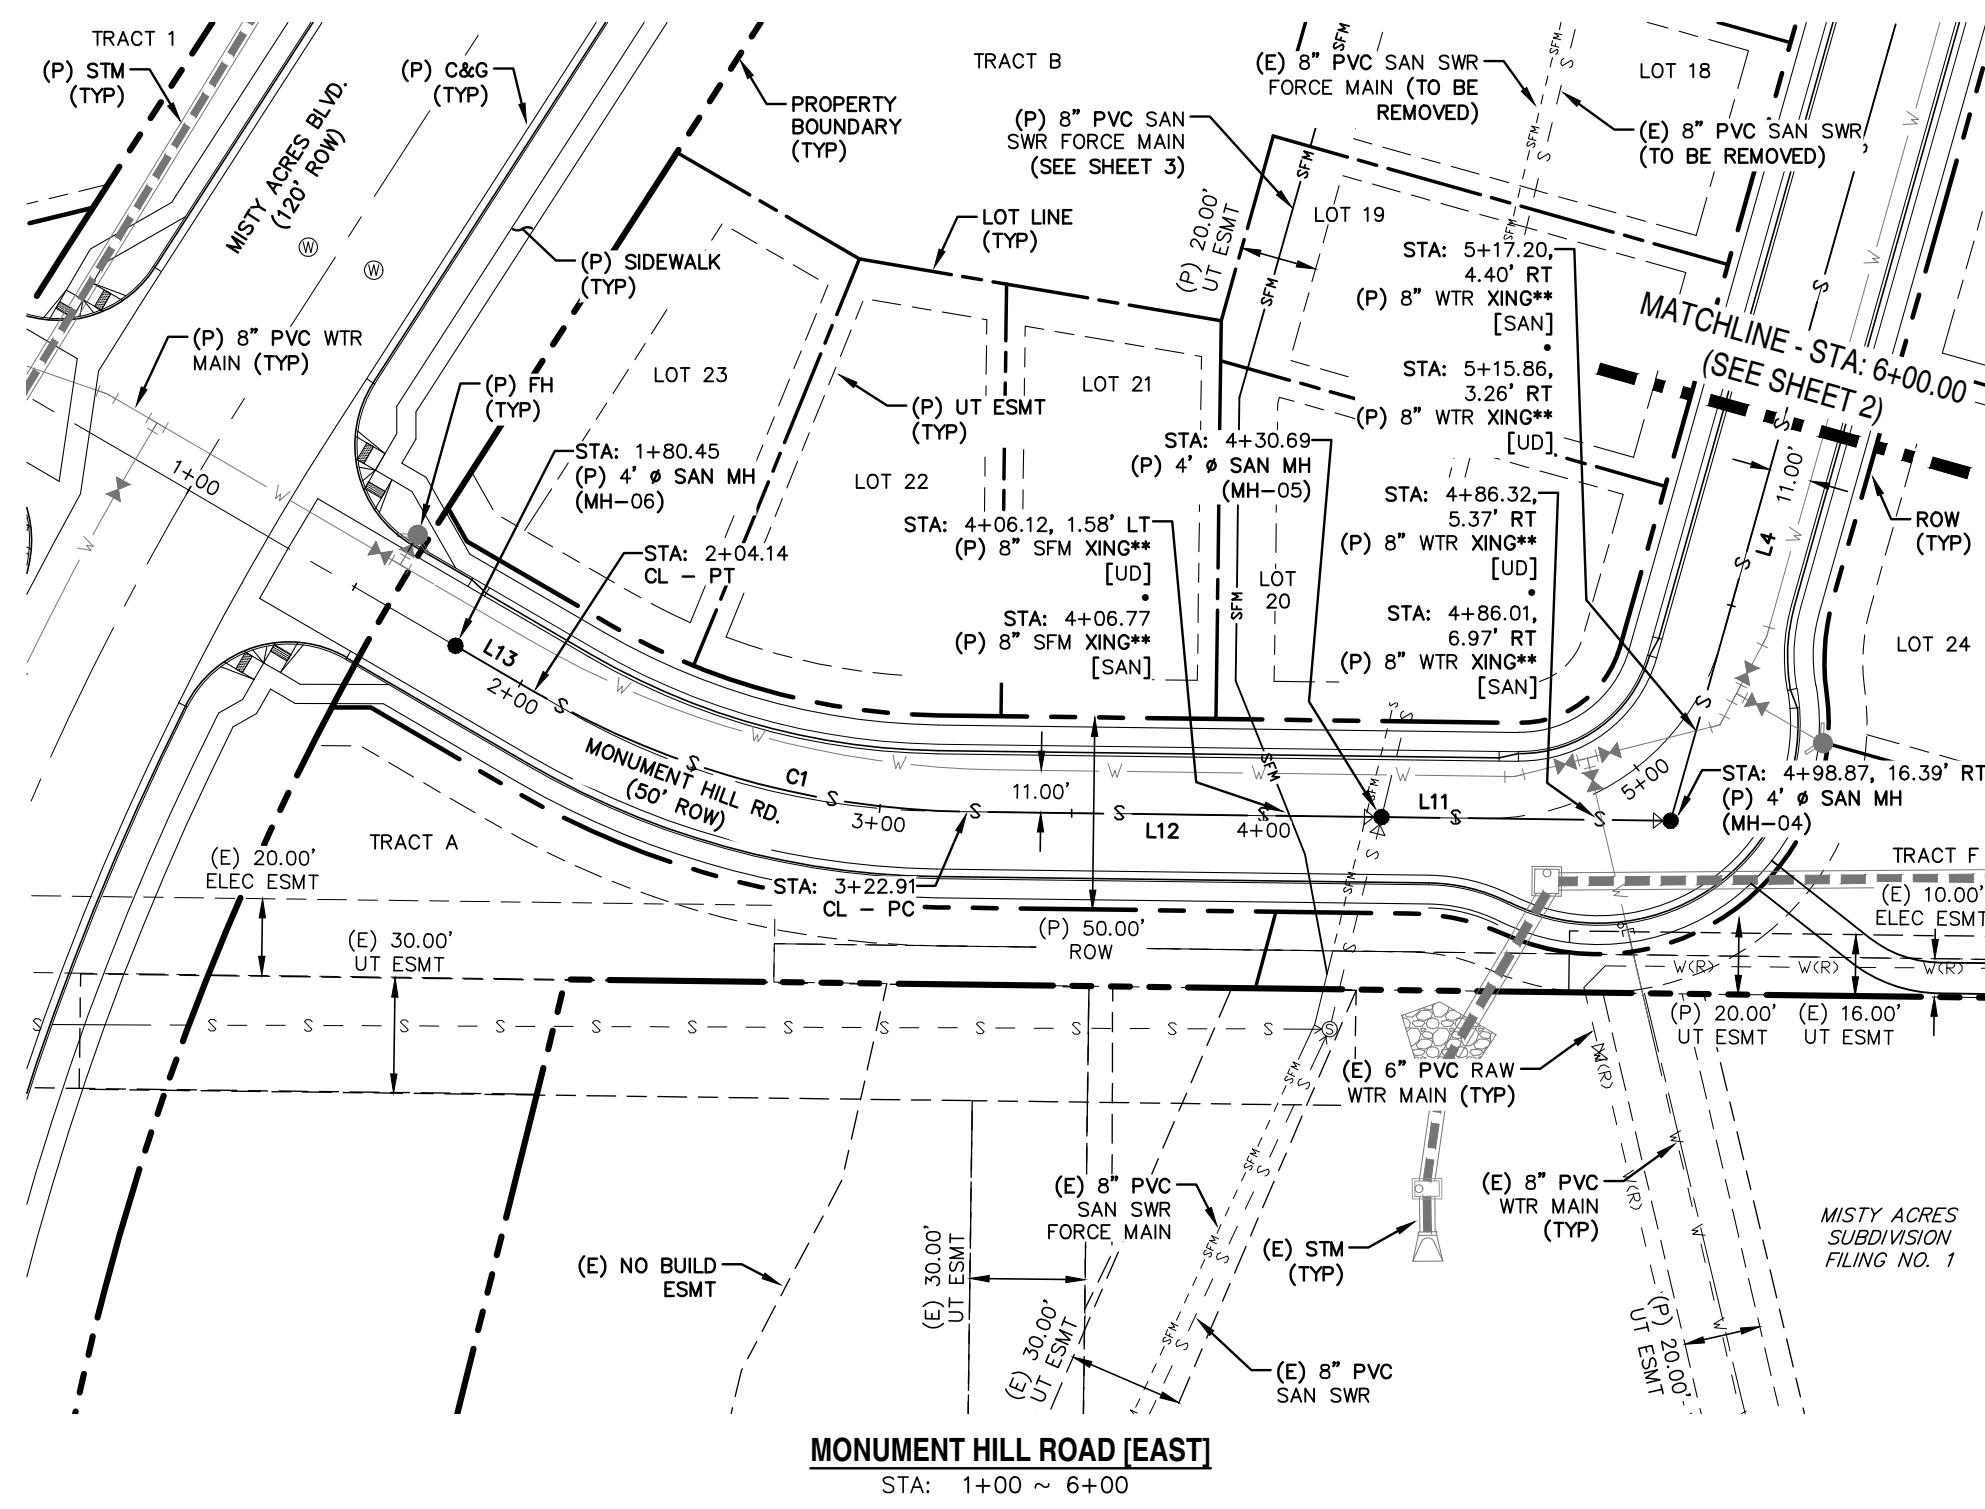 TRACT 1
(P) STM
(TYP)
MISTY ACRES BLVD.
(120' ROW)
(P) C&G
(TYP)
PROPERTY
BOUNDARY
(TYP)
TRACT B
(P) 8" PVC SAN
SWR FORCE MAIN
(SEE SHEET 3)
(E) 8" PVC SAN SWR
FORCE MAIN (TO BE
REMOVED)
LOT 18
(E) 8" PVC SAN SWR
(TO BE REMOVED)
(P) SIDEWALK
(TYP)
LOT LINE
(TYP)
(P) 20.00'
UT ESMT
LOT 19
STA: 5+17.20,
4.40' RT
(P) 8" WTR XING**
[SAN]
•
STA: 5+15.86,
3.26' RT
(P) 8" WTR XING**
[UD]
MATCHLINE - STA: 6+00.00
(SEE SHEET 2)
(P) 8" PVC WTR
MAIN (TYP)
(P) FH
(TYP)
LOT 23
(P) UT ESMT
(TYP)
LOT 21
LOT 22
1+00
STA: 1+80.45
(P) 4' ø SAN MH
(MH-06)
STA: 4+30.69
(P) 4' ø SAN MH
(MH-05)
STA: 4+06.12, 1.58' LT
(P) 8" SFM XING**
[UD]
•
STA: 4+06.77
(P) 8" SFM XING**
[SAN]
STA: 4+86.32,
5.37' RT
(P) 8" WTR XING**
[UD]
•
STA: 4+86.01,
6.97' RT
(P) 8" WTR XING**
[SAN]
11.00'
L4
ROW
(TYP)
STA: 2+04.14
CL - PT
LOT
20
LOT 24
L13
2+00
MONUMENT HILL RD.
(50' ROW)
C1
3+00
11.00'
L12
4+00
L11
5+00
STA: 4+98.87, 16.39' RT
(P) 4' ø SAN MH
(MH-04)
TRACT A
(E) 20.00'
ELEC ESMT
STA: 3+22.91
CL - PC
(P) 50.00'
ROW
TRACT F
(E) 10.00'
ELEC ESMT
(E) 30.00'
UT ESMT
W(R)
W(R)
W(R)
(P) 20.00'
UT ESMT
(E) 16.00'
UT ESMT
(E) 6" PVC RAW
WTR MAIN (TYP)
(E) 8" PVC
SAN SWR
FORCE MAIN
(E) 8" PVC
WTR MAIN
(TYP)
MISTY ACRES
SUBDIVISION
FILING NO. 1
(E) NO BUILD
ESMT
(E) 30.00'
UT ESMT
(E) STM
(TYP)
(E) 30.00'
UT ESMT
(E) 8" PVC
SAN SWR
(P) 20.00'
UT ESMT
MONUMENT HILL ROAD [EAST]
STA: 1+00 ~ 6+00